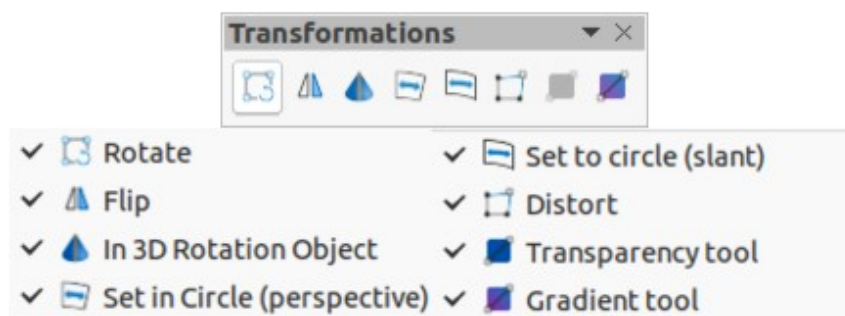 Transformations
Rotate
Flip
In 3D Rotation Object
Set in Circle (perspective)
Set to circle (slant)
Distort
Transparency tool
Gradient tool